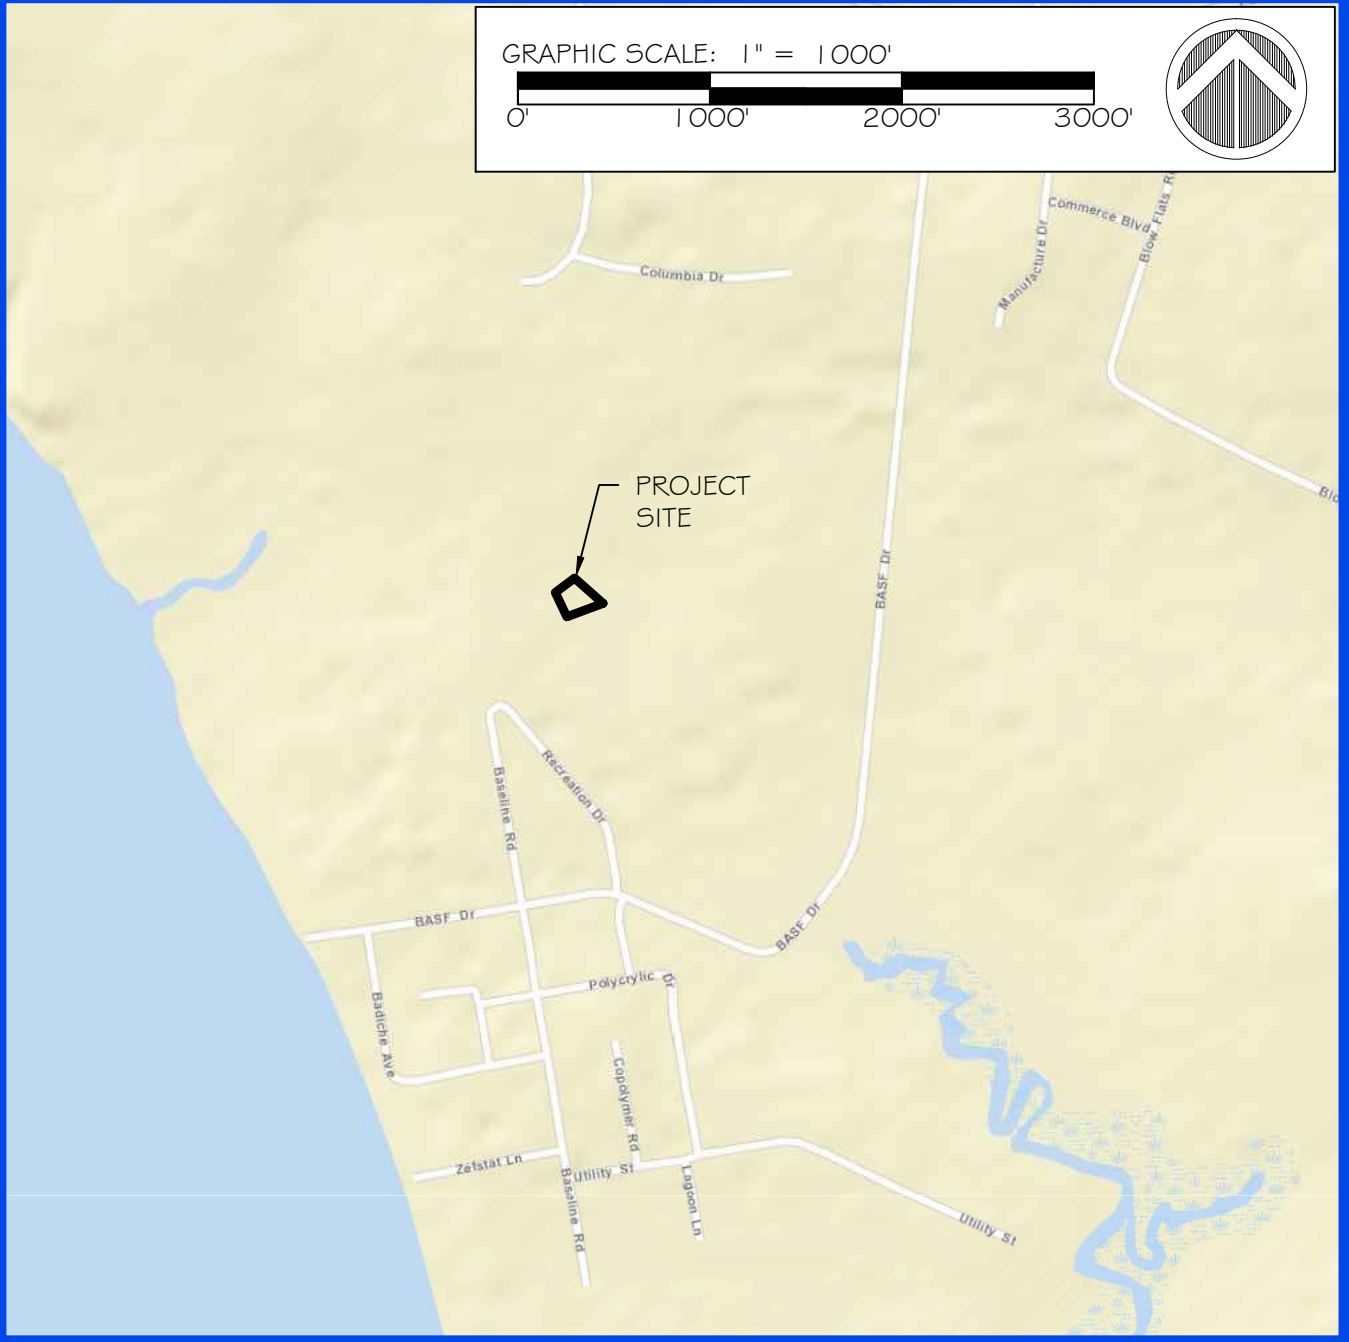 GRAPHIC SCALE: 1" = 1000'
0' 1000' 2000' 3000'
Commerce Blvd
Blow Flats
Manufacture Dr
Columbia Dr
PROJECT
SITE
BASF Dr
Recreation Dr
Baseline Rd
BASF Dr
BASF Dr
Polycrylic Dr
Badiche Ave
Copolymer Rd
Zefstat Ln
Utility St
Baseline Rd
Lagoon Ln
Utility St